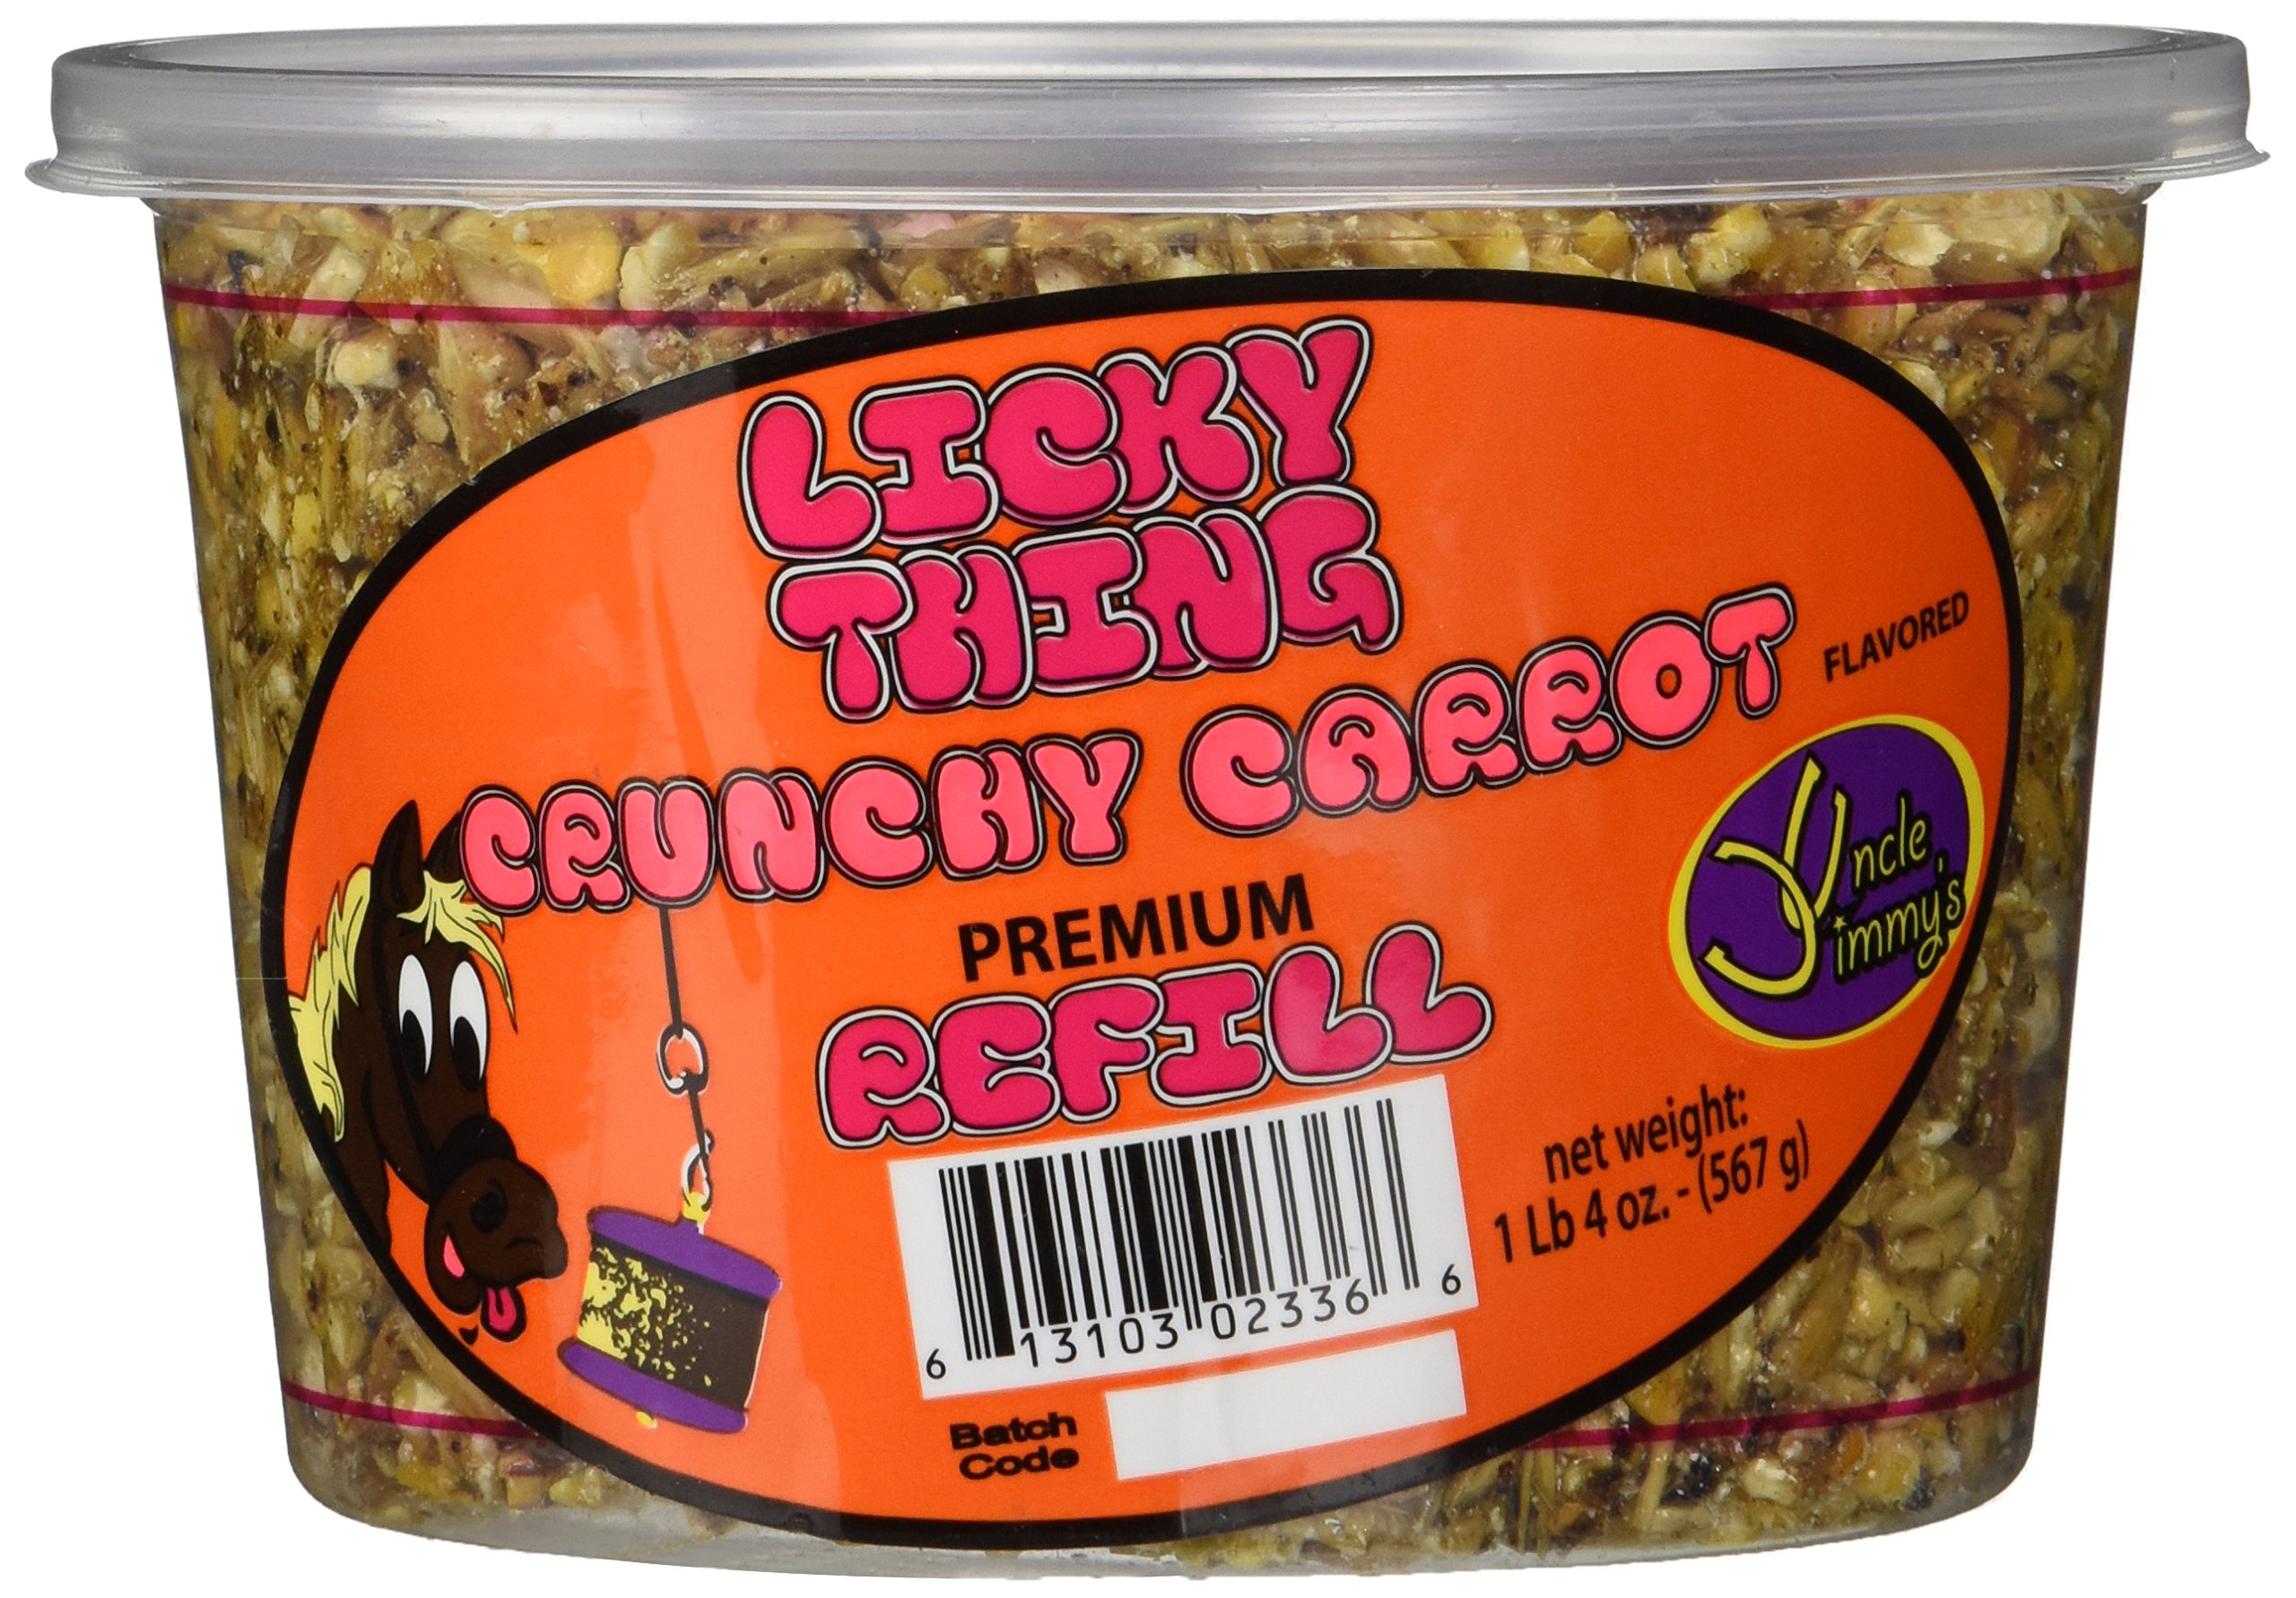 LICKY
THING
CRUNCHY CARROT
FLAVORED
PREMIUM
REFILL
Uncle
Jimmy's
net weight:
1 Lb 4 oz. - (567 g)
6 13103 02336 6
Batch
Code